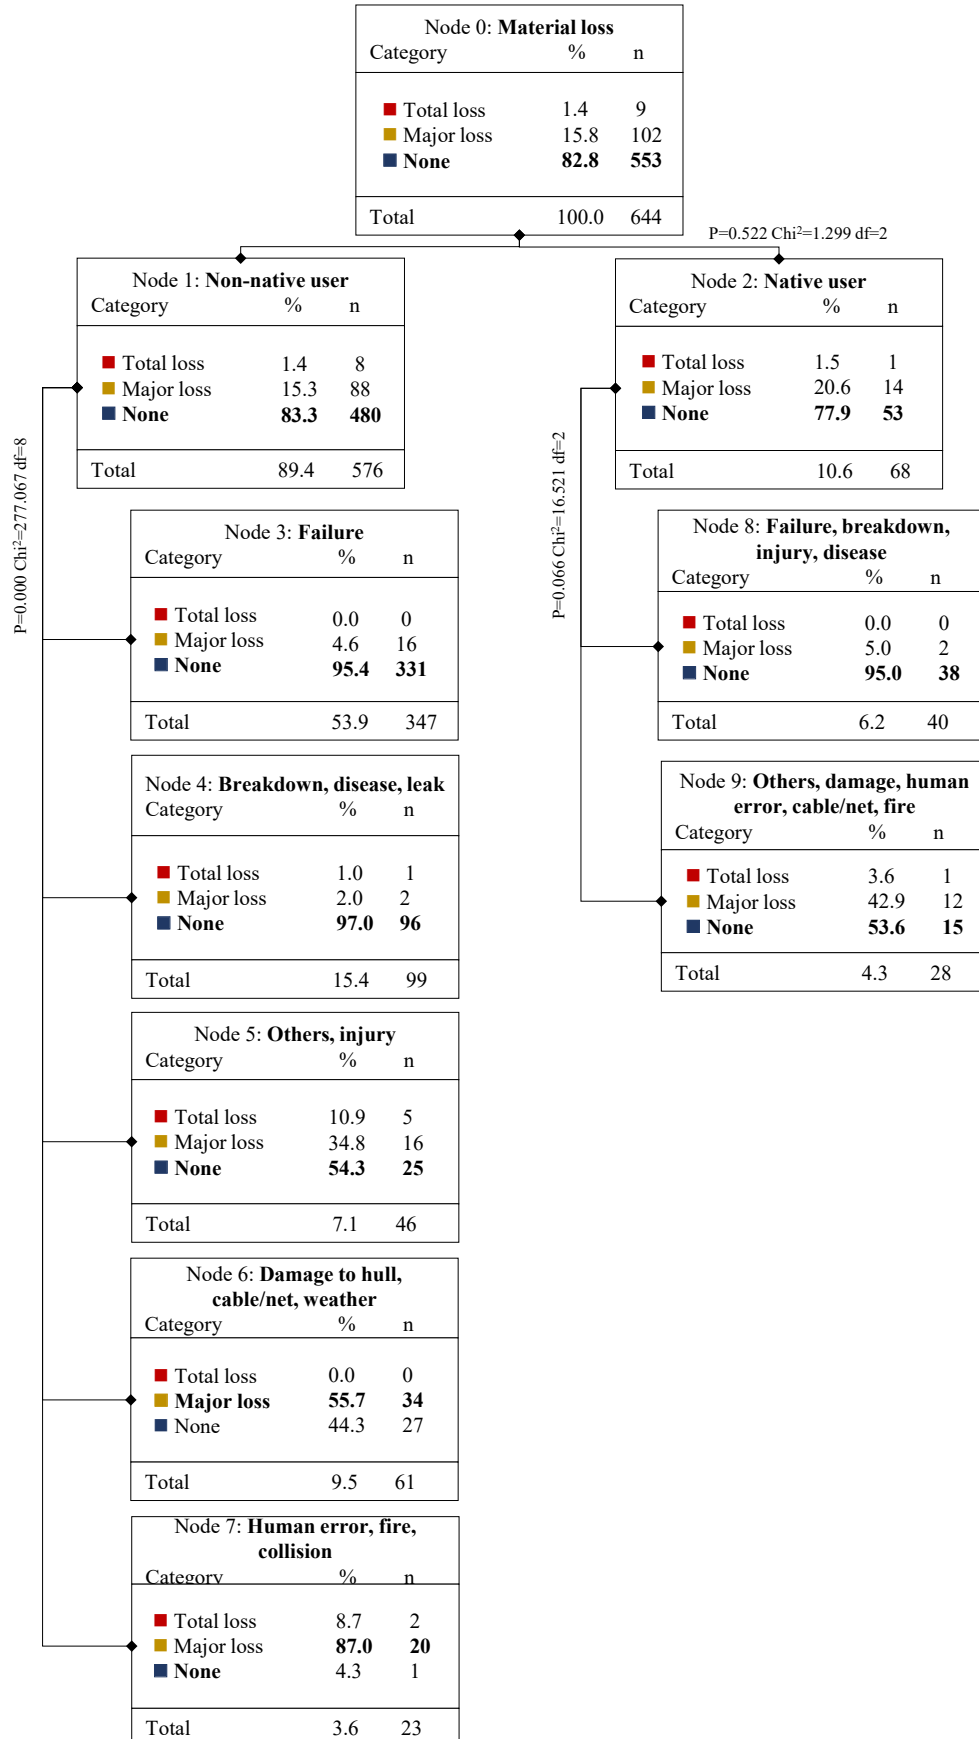 Node 0: Material loss
Category % n
Total loss 1.4 9
Major loss 15.8 102
None 82.8 553
Total 100.0 644
P=0.522 Chi²=1.299 df=2
Node 1: Non-native user
Category % n
Total loss 1.4 8
Major loss 15.3 88
None 83.3 480
Total 89.4 576
Node 2: Native user
Category % n
Total loss 1.5 1
Major loss 20.6 14
None 77.9 53
Total 10.6 68
P=0.000 Chi²=277.067 df=8
Node 3: Failure
Category % n
Total loss 0.0 0
Major loss 4.6 16
None 95.4 331
Total 53.9 347
Node 4: Breakdown, disease, leak
Category % n
Total loss 1.0 1
Major loss 2.0 2
None 97.0 96
Total 15.4 99
Node 5: Others, injury
Category % n
Total loss 10.9 5
Major loss 34.8 16
None 54.3 25
Total 7.1 46
Node 6: Damage to hull,
cable/net, weather
Category % n
Total loss 0.0 0
Major loss 55.7 34
None 44.3 27
Total 9.5 61
Node 7: Human error, fire,
collision
Category % n
Total loss 8.7 2
Major loss 87.0 20
None 4.3 1
Total 3.6 23
P=0.066 Chi²=16.521 df=2
Node 8: Failure, breakdown,
injury, disease
Category % n
Total loss 0.0 0
Major loss 5.0 2
None 95.0 38
Total 6.2 40
Node 9: Others, damage, human
error, cable/net, fire
Category % n
Total loss 3.6 1
Major loss 42.9 12
None 53.6 15
Total 4.3 28